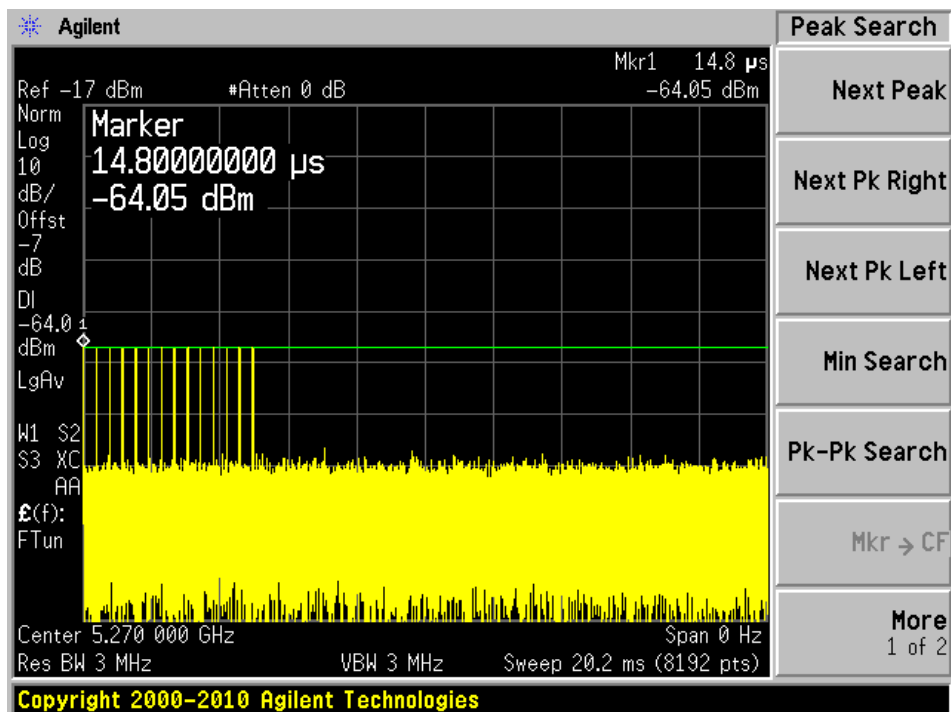 Agilent
Peak Search
Mkr1 14.8 µs
Ref -17 dBm #Atten 0 dB -64.05 dBm
Norm
Log
10
dB/
Offst
-7
dB
DI
-64.0
dBm
LgAv
W1 S2
S3 XC
AA
£(f):
FTun
Marker
14.80000000 µs
-64.05 dBm
1
Center 5.270 000 GHz Span 0 Hz
Res BW 3 MHz VBW 3 MHz Sweep 20.2 ms (8192 pts)
Copyright 2000-2010 Agilent Technologies
Next Peak
Next Pk Right
Next Pk Left
Min Search
Pk-Pk Search
Mkr → CF
More
1 of 2